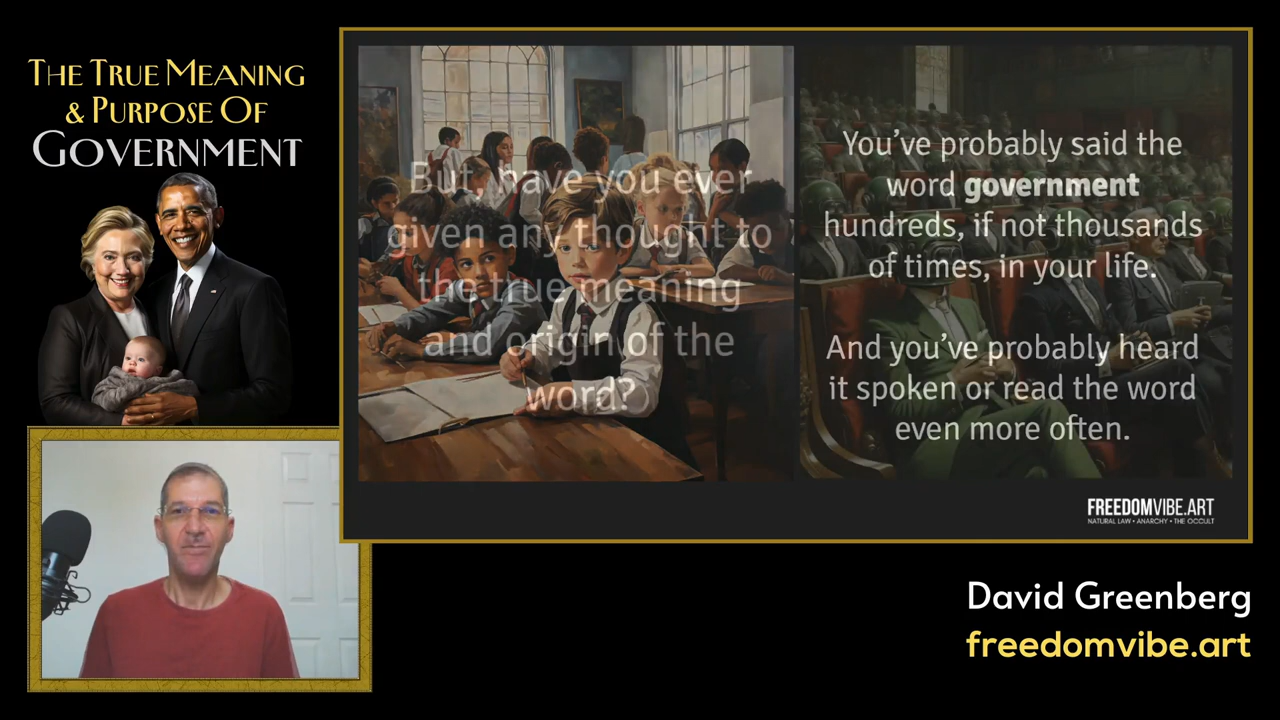 THE TRUE MEANING
& PURPOSE OF
GOVERNMENT
But, have you ever
given any thought to
the true meaning
and origin of the
word?
You’ve probably said the
word government
hundreds, if not thousands
of times, in your life.
And you’ve probably heard
it spoken or read the word
even more often.
FREEDOMVIBE.ART
NATURAL LAW • ANARCHY • THE OCCULT
David Greenberg
freedomvibe.art